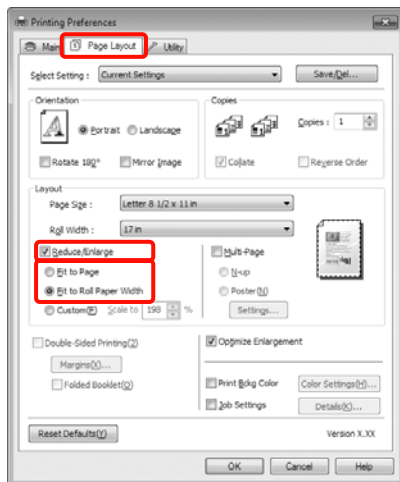 Printing Preferences
Main Page Layout Utility
Select Setting : Current Settings Save/Del...
Orientation Copies
Portrait Landscape Copies : 1
Rotate 180° Mirror Image Collate Reverse Order
Layout
Page Size : Letter 8 1/2 x 11 in
Roll Width : 17 in
Reduce/Enlarge Multi-Page
Fit to Page N-up
Fit to Roll Paper Width Poster(N)
Custom(F) Scale to 198 % Settings...
Double-Sided Printing(2) Optimize Enlargement
Margins(X)...
Folded Booklet(Q) Print Bckg Color Color Settings(H)...
Job Settings Details(K)...
Reset Defaults(Y) Version X.XX
OK Cancel Help